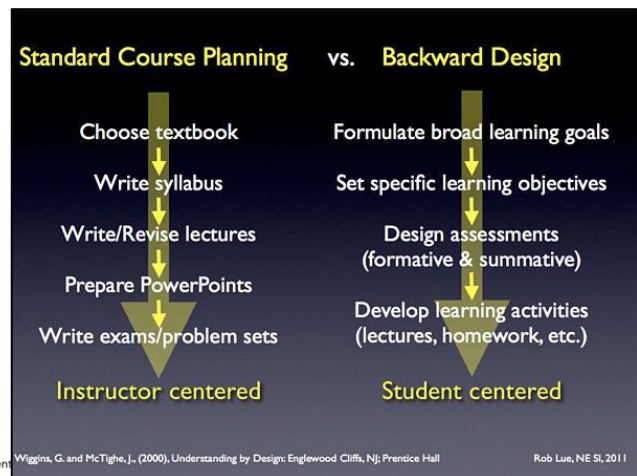 Standard Course Planning vs. Backward Design
Choose textbook
Write syllabus
Write/Revise lectures
Prepare PowerPoints
Write exams/problem sets
Instructor centered
Formulate broad learning goals
Set specific learning objectives
Design assessments
(formative & summative)
Develop learning activities
(lectures, homework, etc.)
Student centered
Wiggins, G. and McTighe, J., (2000), Understanding by Design: Englewood Cliffs, NJ; Prentice Hall
Rob Lue, NE SI, 2011